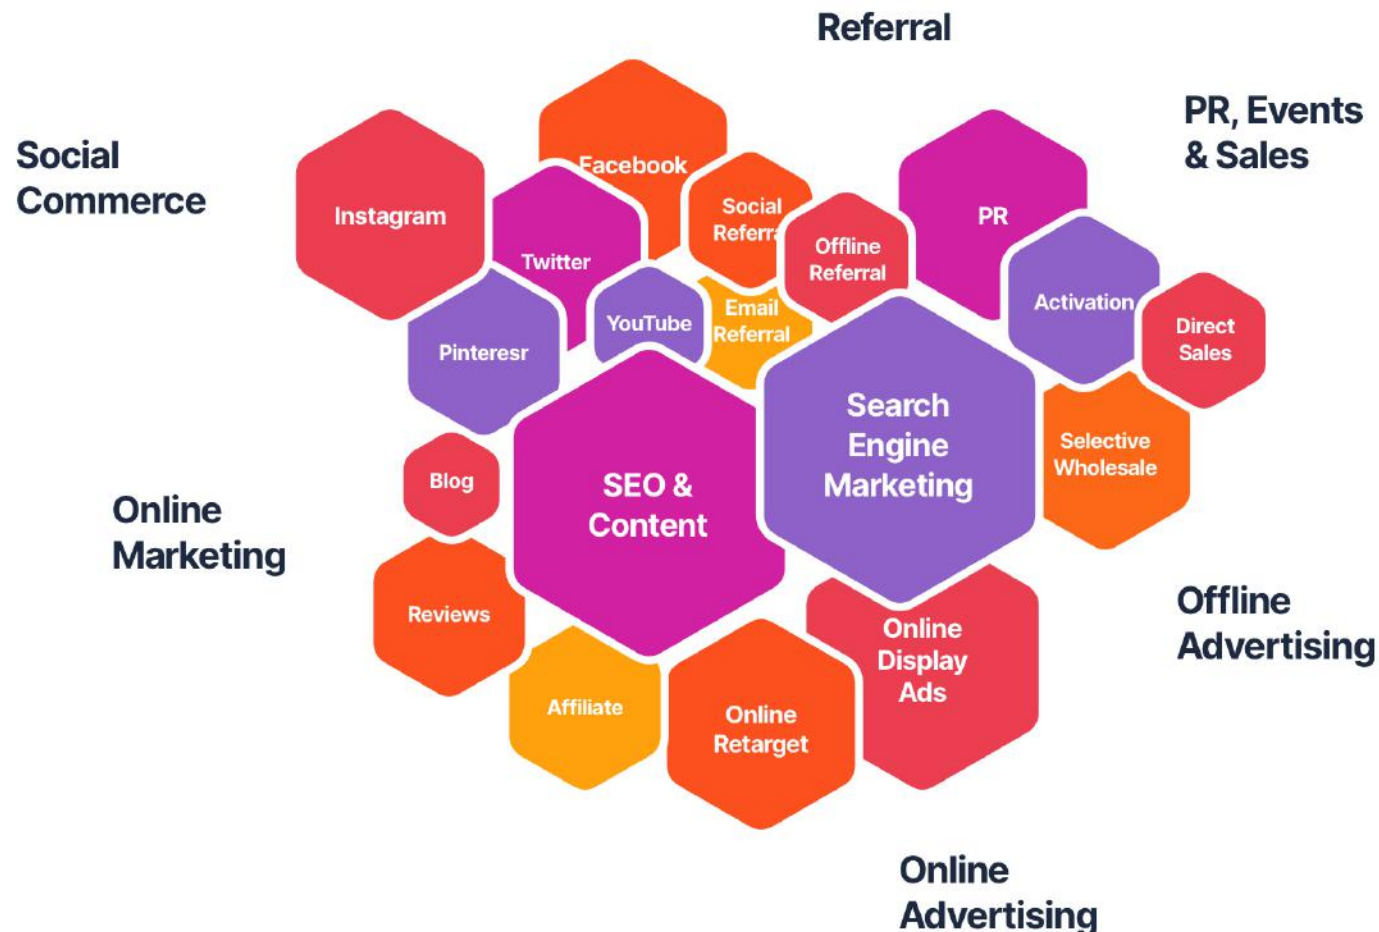 Referral
PR, Events
& Sales
Social
Commerce
Facebook
Instagram
Twitter
Social
Referra
Offline
Referral
PR
Activation
Direct
Sales
Pinteresr
YouTube
Email
Referral
Search
Engine
Marketing
Selective
Wholesale
Blog
SEO &
Content
Online
Marketing
Reviews
Offline
Advertising
Online
Display
Ads
Affiliate
Online
Retarget
Online
Advertising